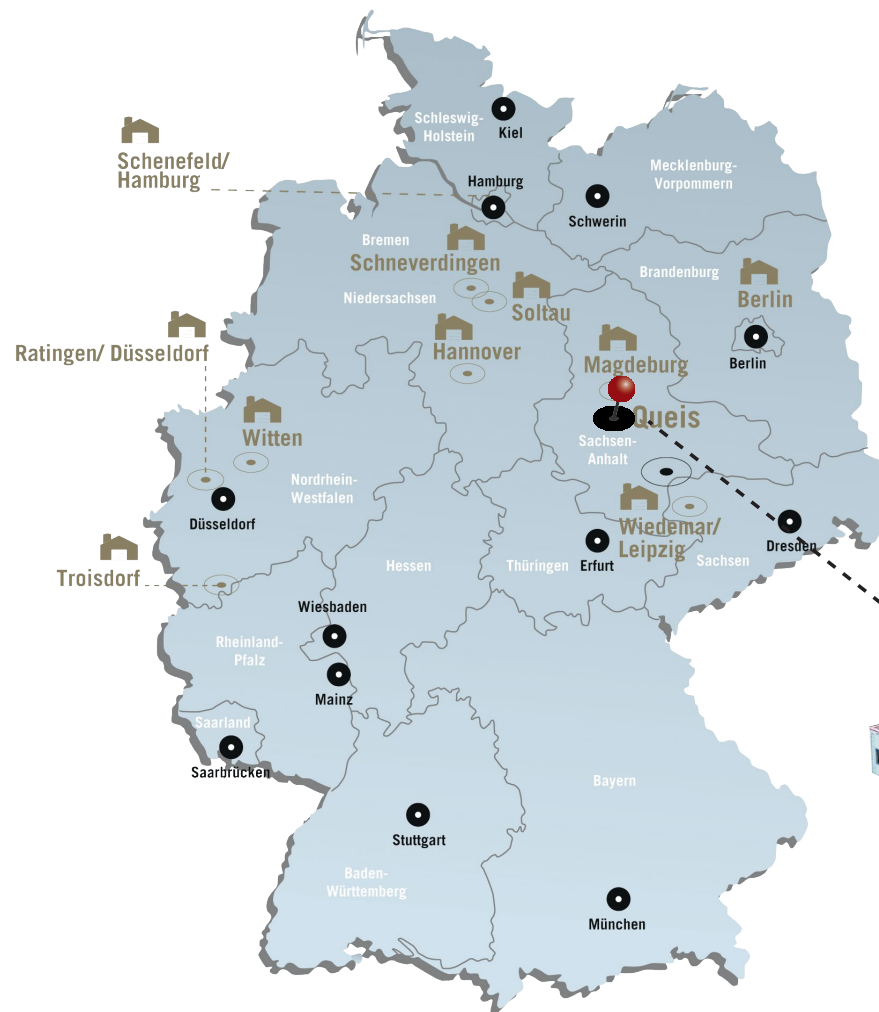 Schleswig-
Holstein
Kiel
Schenefeld/
Hamburg
Mecklenburg-
Vorpommern
Hamburg
Schwerin
Bremen
Schneverdingen
Brandenburg
Niedersachsen
Soltau
Berlin
Ratingen/ Düsseldorf
Hannover
Magdeburg
Berlin
Queis
Witten
Sachsen-
Anhalt
Nordrhein-
Westfalen
Düsseldorf
Wiedemar/
Leipzig
Dresden
Troisdorf
Hessen
Thüringen
Erfurt
Sachsen
Wiesbaden
Rheinland-
Pfalz
Mainz
Saarland
Saarbrücken
Bayern
Stuttgart
Baden-
Württemberg
München